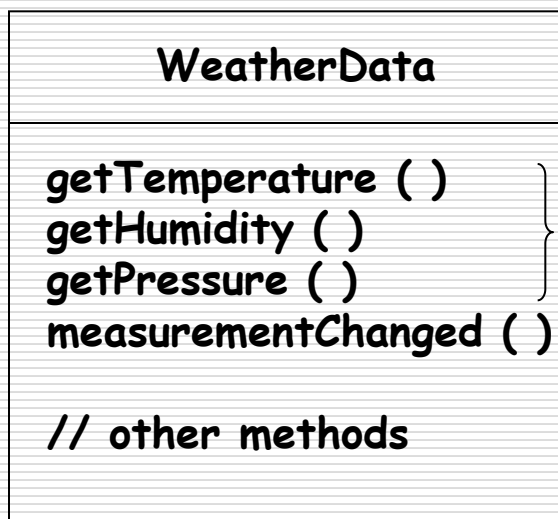 WeatherData
getTemperature ( )
getHumidity ( )
getPressure ( )
measurementChanged ( )
// other methods